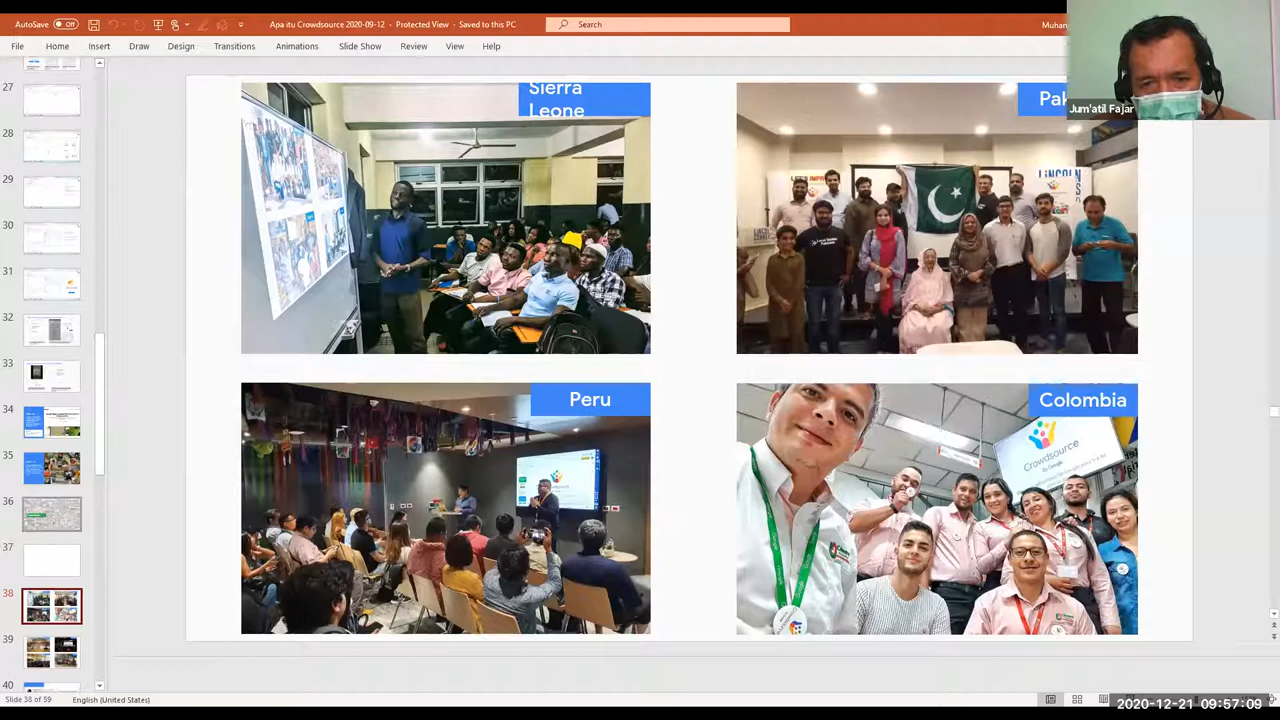 AutoSave
Off
Apa itu Crowdsource 2020-09-12 - Protected View - Saved to this PC
Search
File
Home
Insert
Draw
Design
Transitions
Animations
Slide Show
Review
View
Help
Jum'atil Fajar
27
28
29
30
31
32
33
34
35
36
37
38
39
40
Sierra
Leone
LINCOLN
Peru
Colombia
Crowdsource
By Google
Slide 38 of 59
English (United States)
2020-12-21 09:57:09